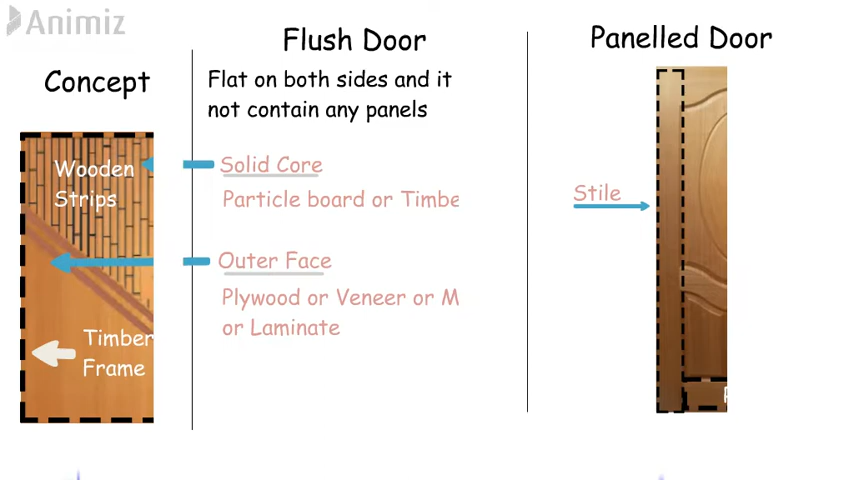 Animiz
Flush Door
Panelled Door
Concept
Flat on both sides and it
not contain any panels
Wooden
Strips
Solid Core
Particle board or Timbe
Stile
Outer Face
Plywood or Veneer or M
or Laminate
Timber
Frame